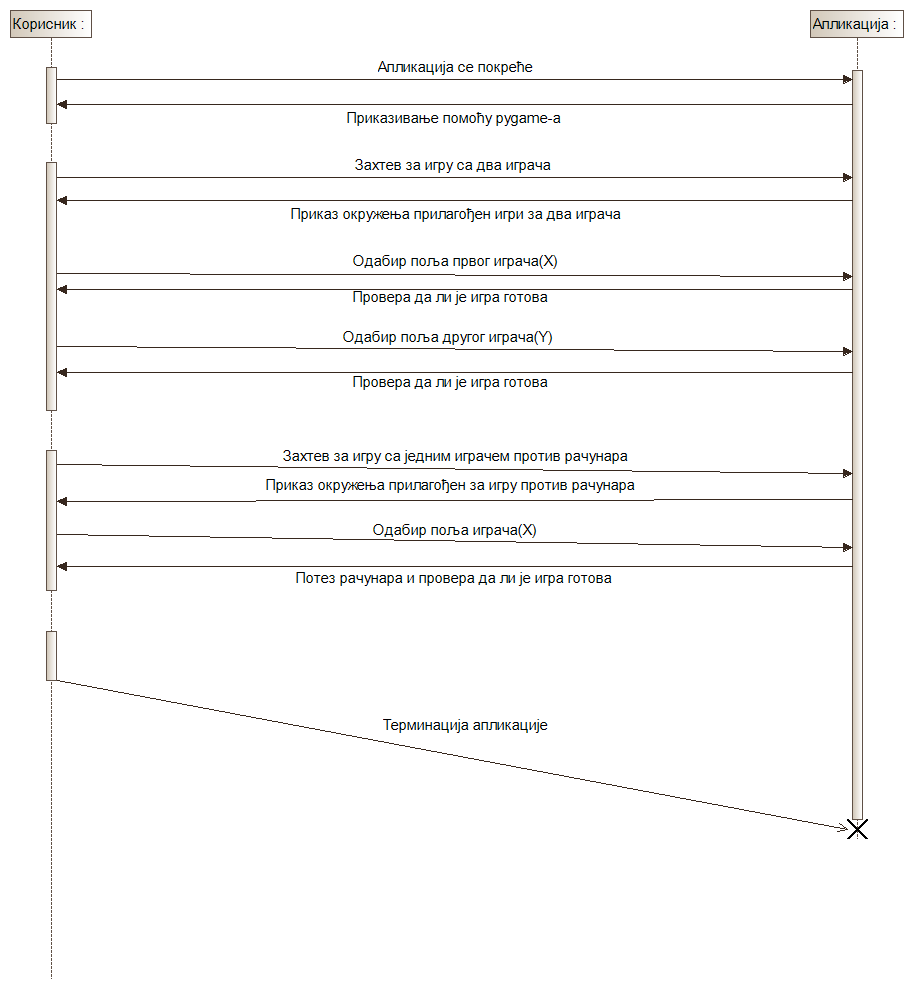 Корисник :
Апликација :
Апликација се покреће
Приказивање помоћу pygame-а
Захтев за игру са два играча
Приказ окружења прилагођен игри за два играча
Одабир поља првог играча(X)
Провера да ли је игра готова
Одабир поља другог играча(Y)
Провера да ли је игра готова
Захтев за игру са једним играчем против рачунара
Приказ окружења прилагођен за игру против рачунара
Одабир поља играча(X)
Потез рачунара и провера да ли је игра готова
Терминација апликације